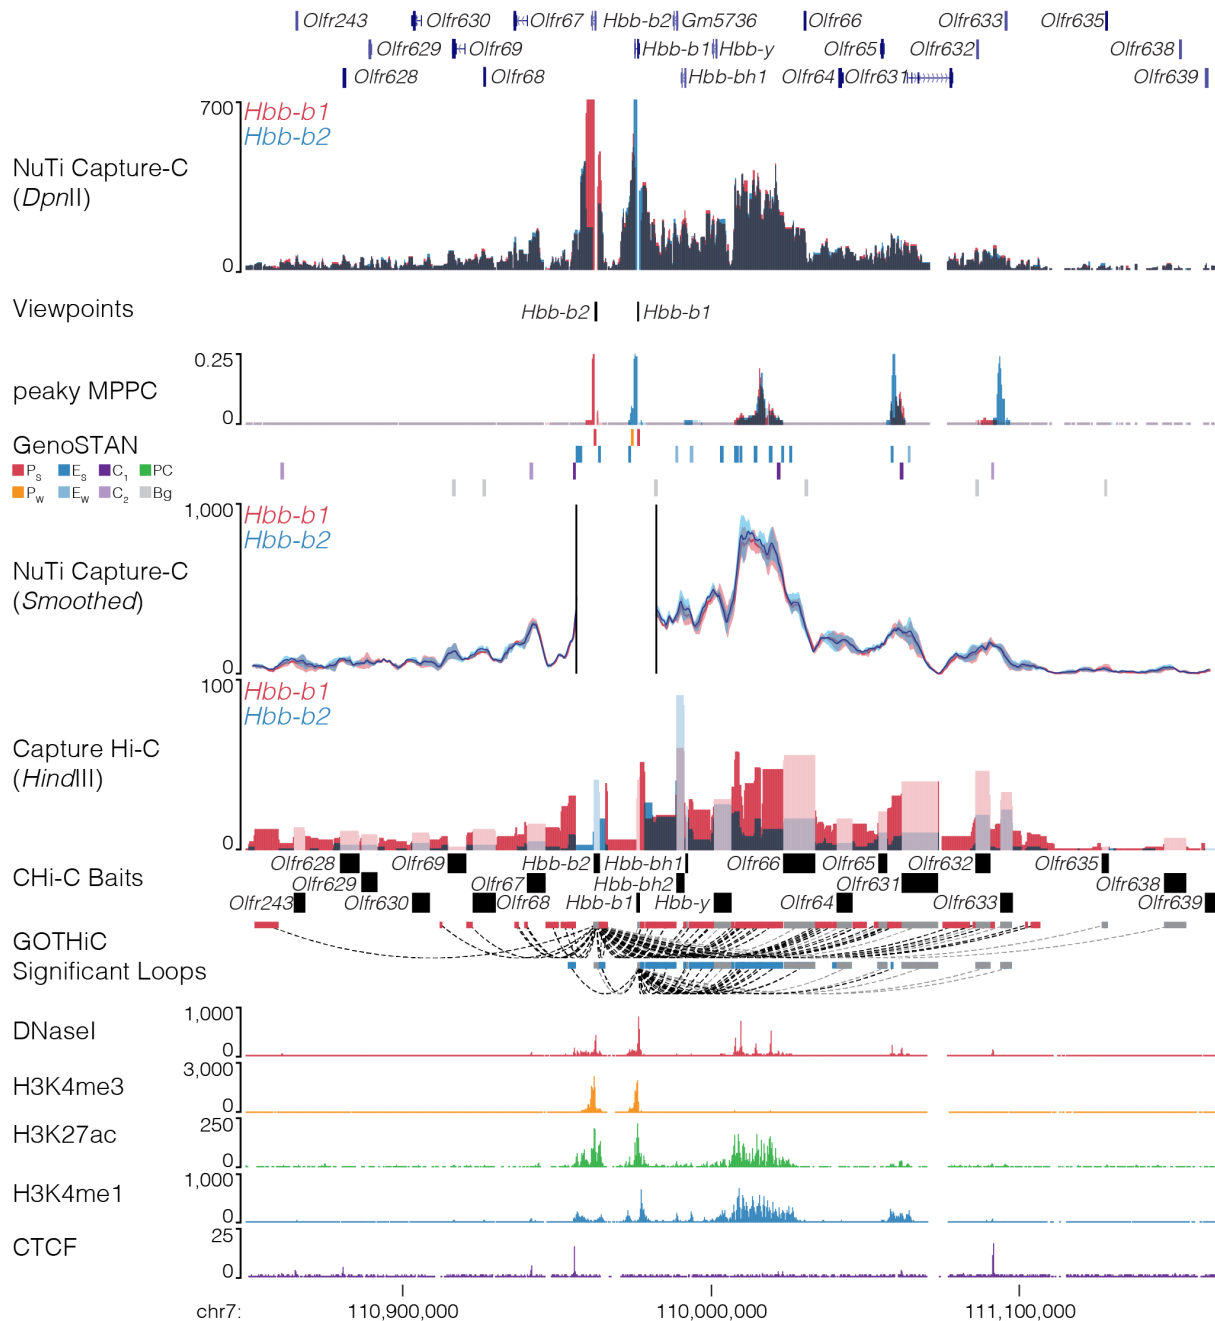 Olfr243 Olfr630 Olfr67 Hbb-b2 Gm5736 Olfr66 Olfr633 Olfr635
Olfr629 Olfr69 Hbb-b1 Hbb-y Olfr65 Olfr632 Olfr638
Olfr628 Olfr68 Hbb-bh1 Olfr64 Olfr631 Olfr639
700
Hbb-b1
Hbb-b2
NuTi Capture-C
(DpnII)
0
Viewpoints Hbb-b2 Hbb-b1
0.25
peaky MPPC
0
GenoSTAN
PS ES C1 PC
PW EW C2 Bg
1,000
Hbb-b1
Hbb-b2
NuTi Capture-C
(Smoothed)
0
100
Hbb-b1
Hbb-b2
Capture Hi-C
(HindIII)
0
Olfr628 Olfr69 Hbb-b2 Hbb-bh1 Olfr66 Olfr65 Olfr632 Olfr635
CHi-C Baits
Olfr629 Olfr67 Hbb-bh2 Olfr631 Olfr638
Olfr243 Olfr630 Olfr68 Hbb-b1 Hbb-y Olfr64 Olfr633 Olfr639
GOTHiC
Significant Loops
1,000
DNaseI
0
3,000
H3K4me3
0
250
H3K27ac
0
1,000
H3K4me1
0
25
CTCF
0
chr7: 110,900,000 110,000,000 111,100,000